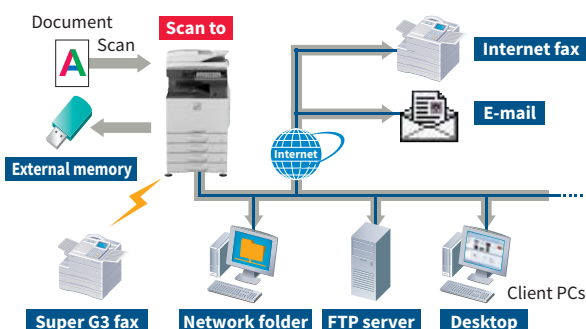 Document
Scan
A
Scan to
Internet fax
E-mail
Internet
External memory
Client PCs
Super G3 fax
Network folder
FTP server
Desktop